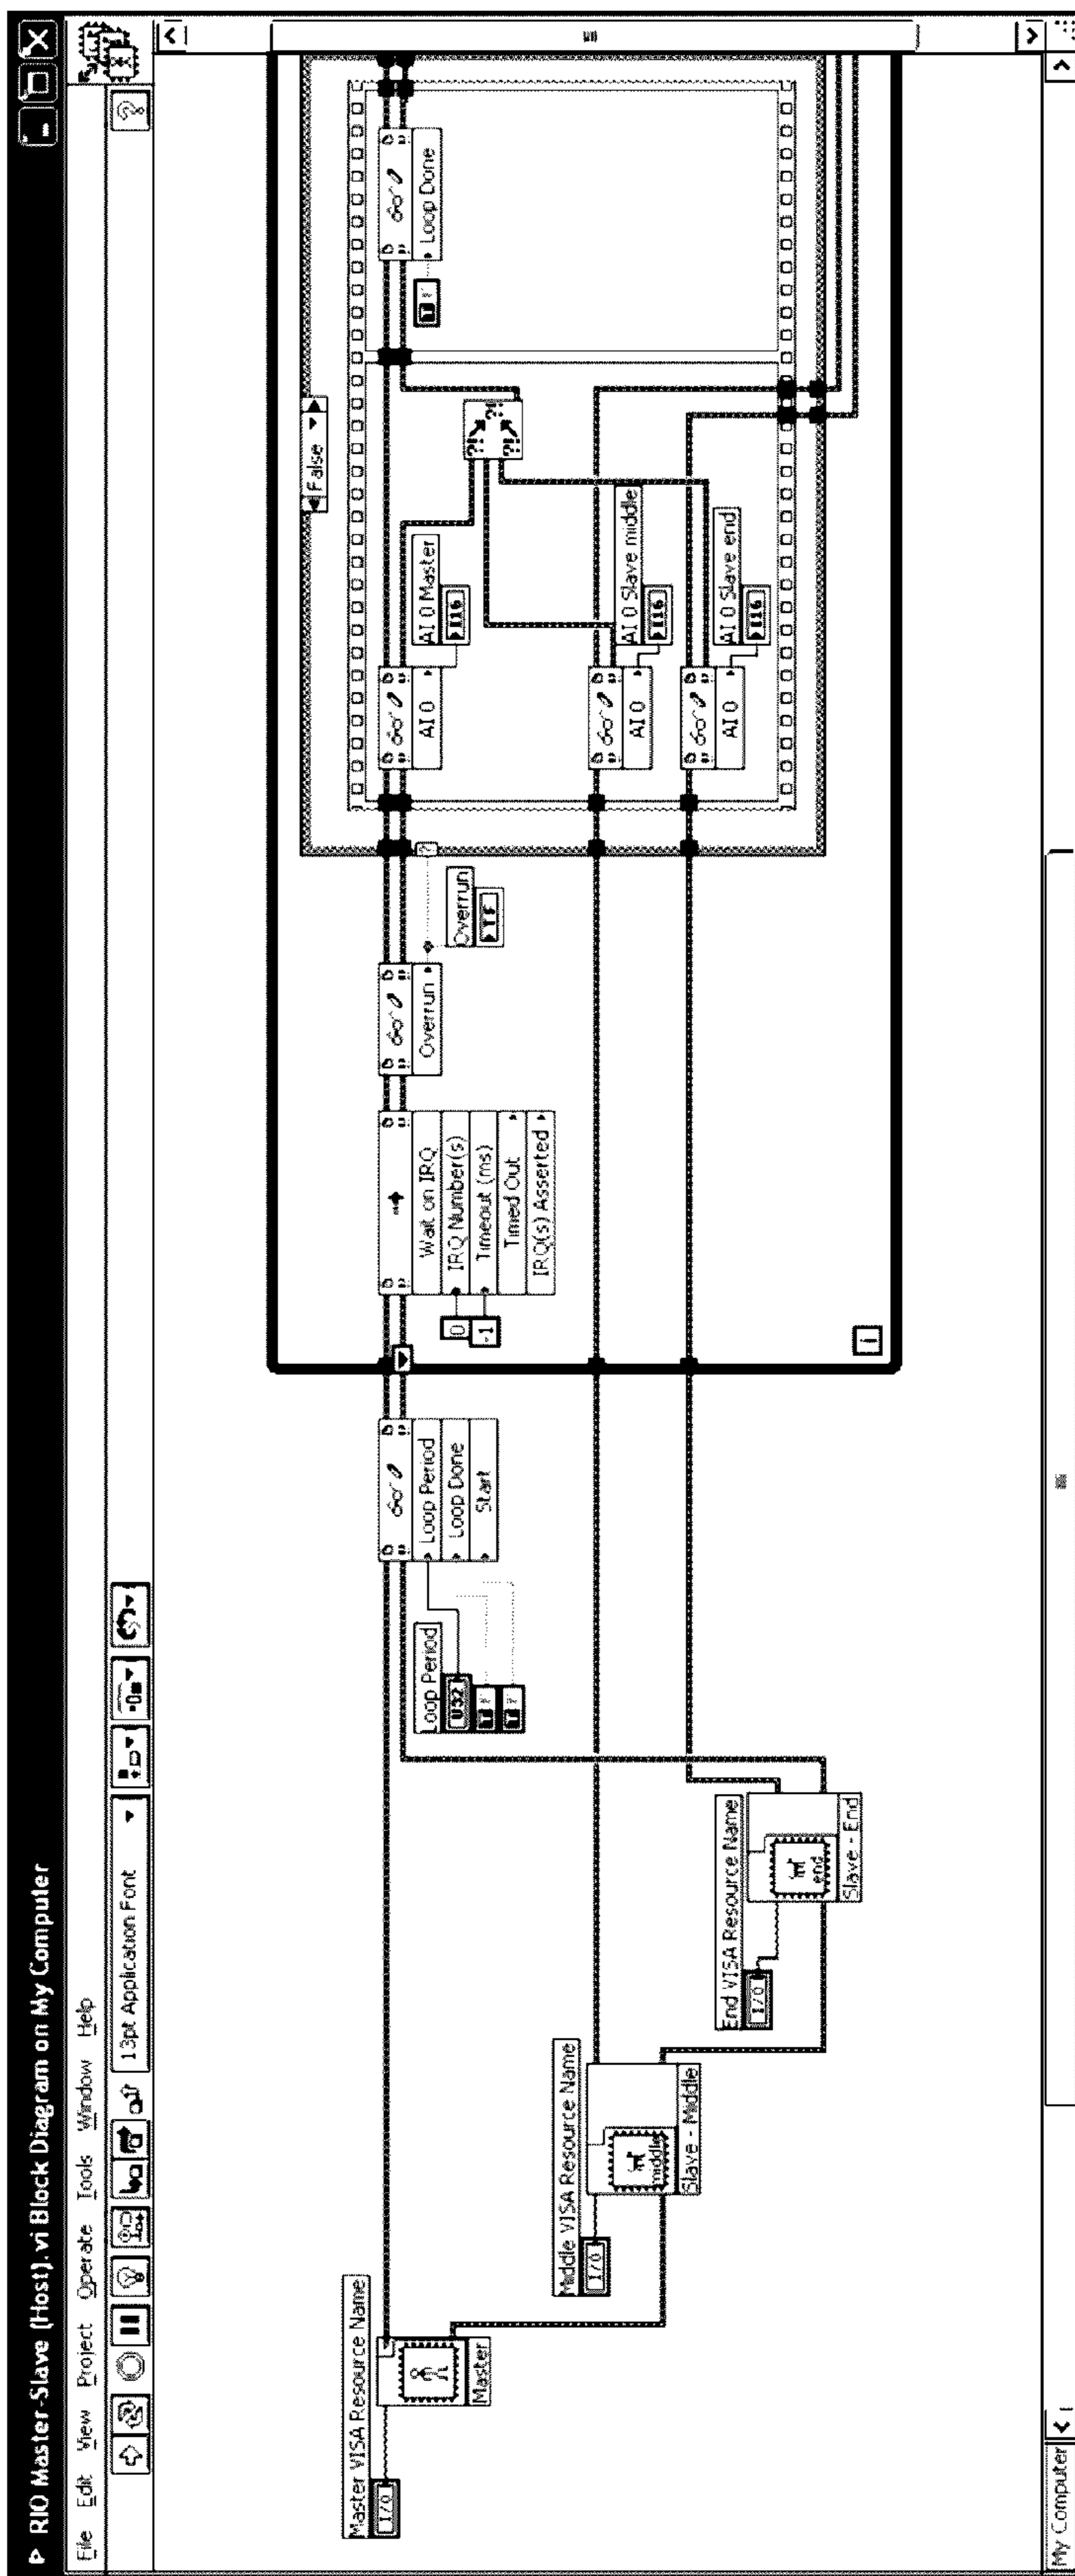 RIO Master-Slave (Host).vi Block Diagram on My Computer
File Edit View Project Operate Tools Window Help
13pt Application Font
?
Master VISA Resource Name
I/O
Master
Middle VISA Resource Name
I/O
middle
Slave - Middle
End VISA Resource Name
I/O
end
Slave - End
Loop Period
U32
T F
T F
Loop Period
Loop Done
Start
0
-1
Wait on IRQ
IRQ Number(s)
Timeout (ms)
Timed Out
IRQ(s) Asserted
i
Overrun
Overrun
TF
?
False
AI 0
AI 0 Master
I16
AI 0
AI 0 Slave middle
I16
AI 0
AI 0 Slave end
I16
?!
?!
?!
T F
Loop Done
My Computer